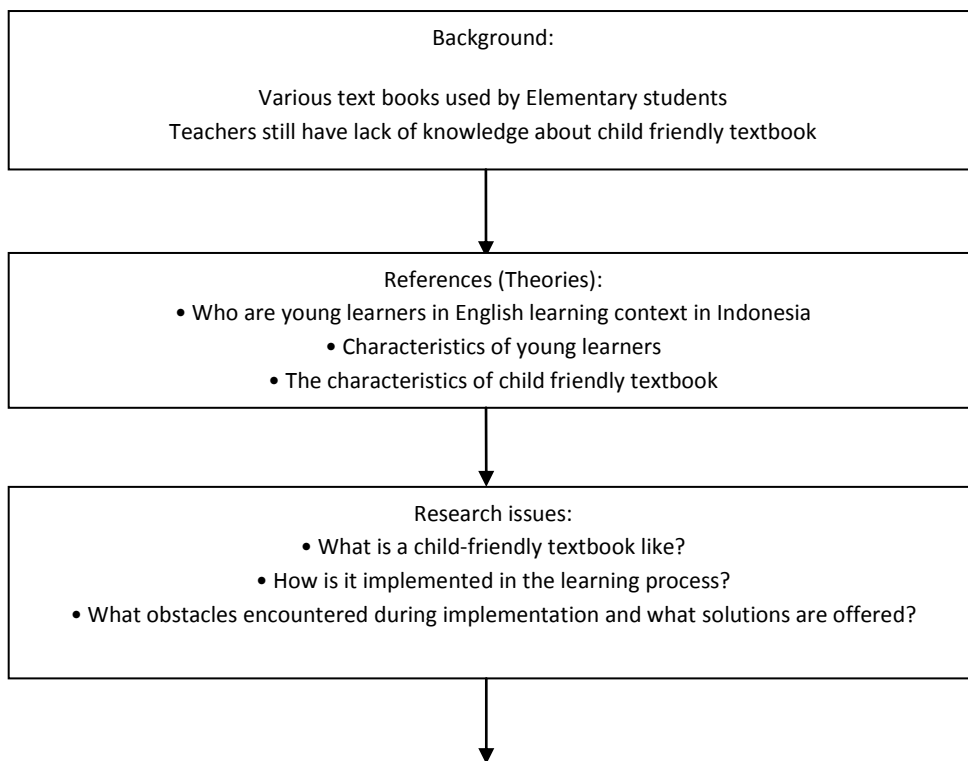 Background:
Various text books used by Elementary students
Teachers still have lack of knowledge about child friendly textbook
References (Theories):
• Who are young learners in English learning context in Indonesia
• Characteristics of young learners
• The characteristics of child friendly textbook
Research issues:
• What is a child-friendly textbook like?
• How is it implemented in the learning process?
• What obstacles encountered during implementation and what solutions are offered?